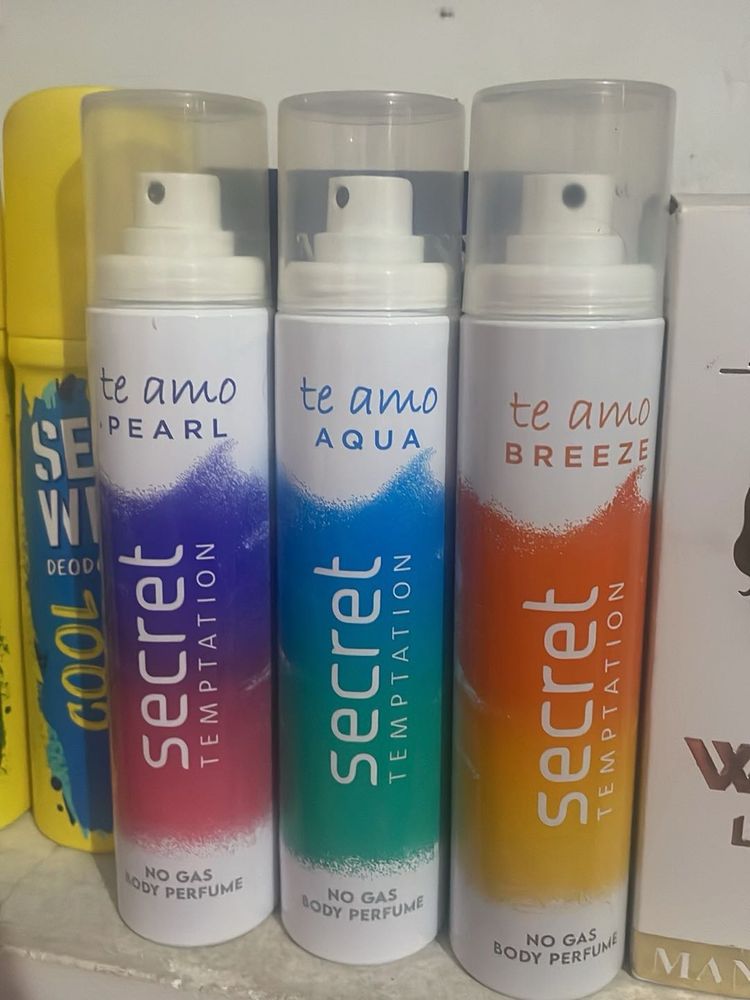 te amo
PEARL
secret
TEMPTATION
NO GAS
BODY PERFUME
te amo
AQUA
secret
TEMPTATION
NO GAS
BODY PERFUME
te amo
BREEZE
secret
TEMPTATION
NO GAS
BODY PERFUME
COOL